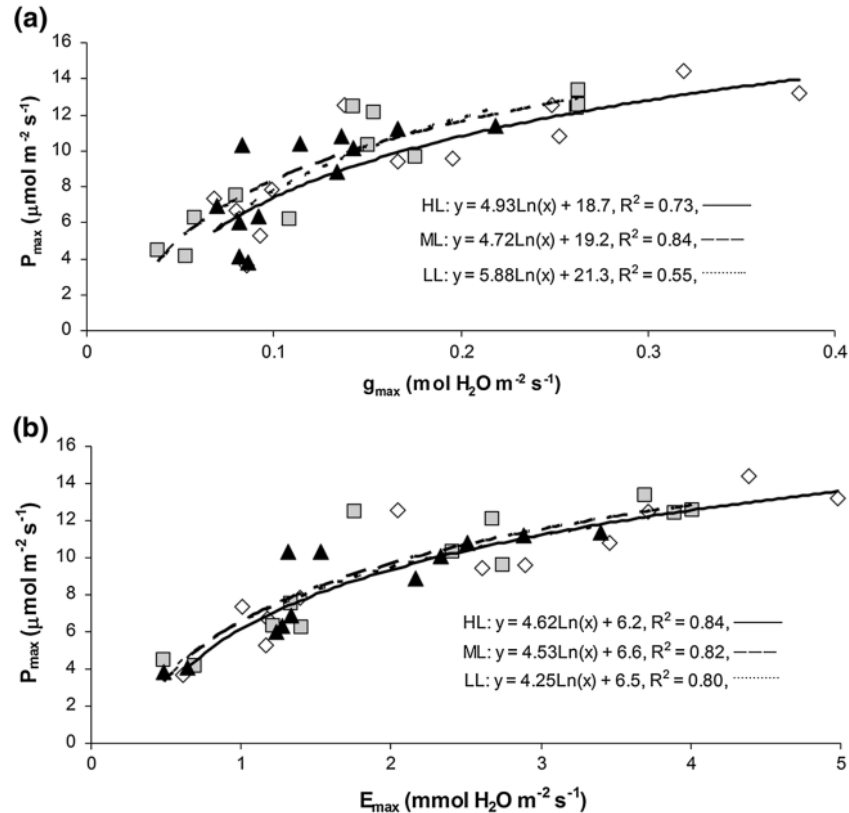 (a)
16
14
12
10
8
6
4
2
0
P_max (μmol m⁻² s⁻¹)
HL: y = 4.93Ln(x) + 18.7, R² = 0.73,
ML: y = 4.72Ln(x) + 19.2, R² = 0.84,
LL: y = 5.88Ln(x) + 21.3, R² = 0.55,
0 0.1 0.2 0.3 0.4
g_max (mol H₂O m⁻² s⁻¹)
(b)
16
14
12
10
8
6
4
2
0
P_max (μmol m⁻² s⁻¹)
HL: y = 4.62Ln(x) + 6.2, R² = 0.84,
ML: y = 4.53Ln(x) + 6.6, R² = 0.82,
LL: y = 4.25Ln(x) + 6.5, R² = 0.80,
0 1 2 3 4 5
E_max (mmol H₂O m⁻² s⁻¹)